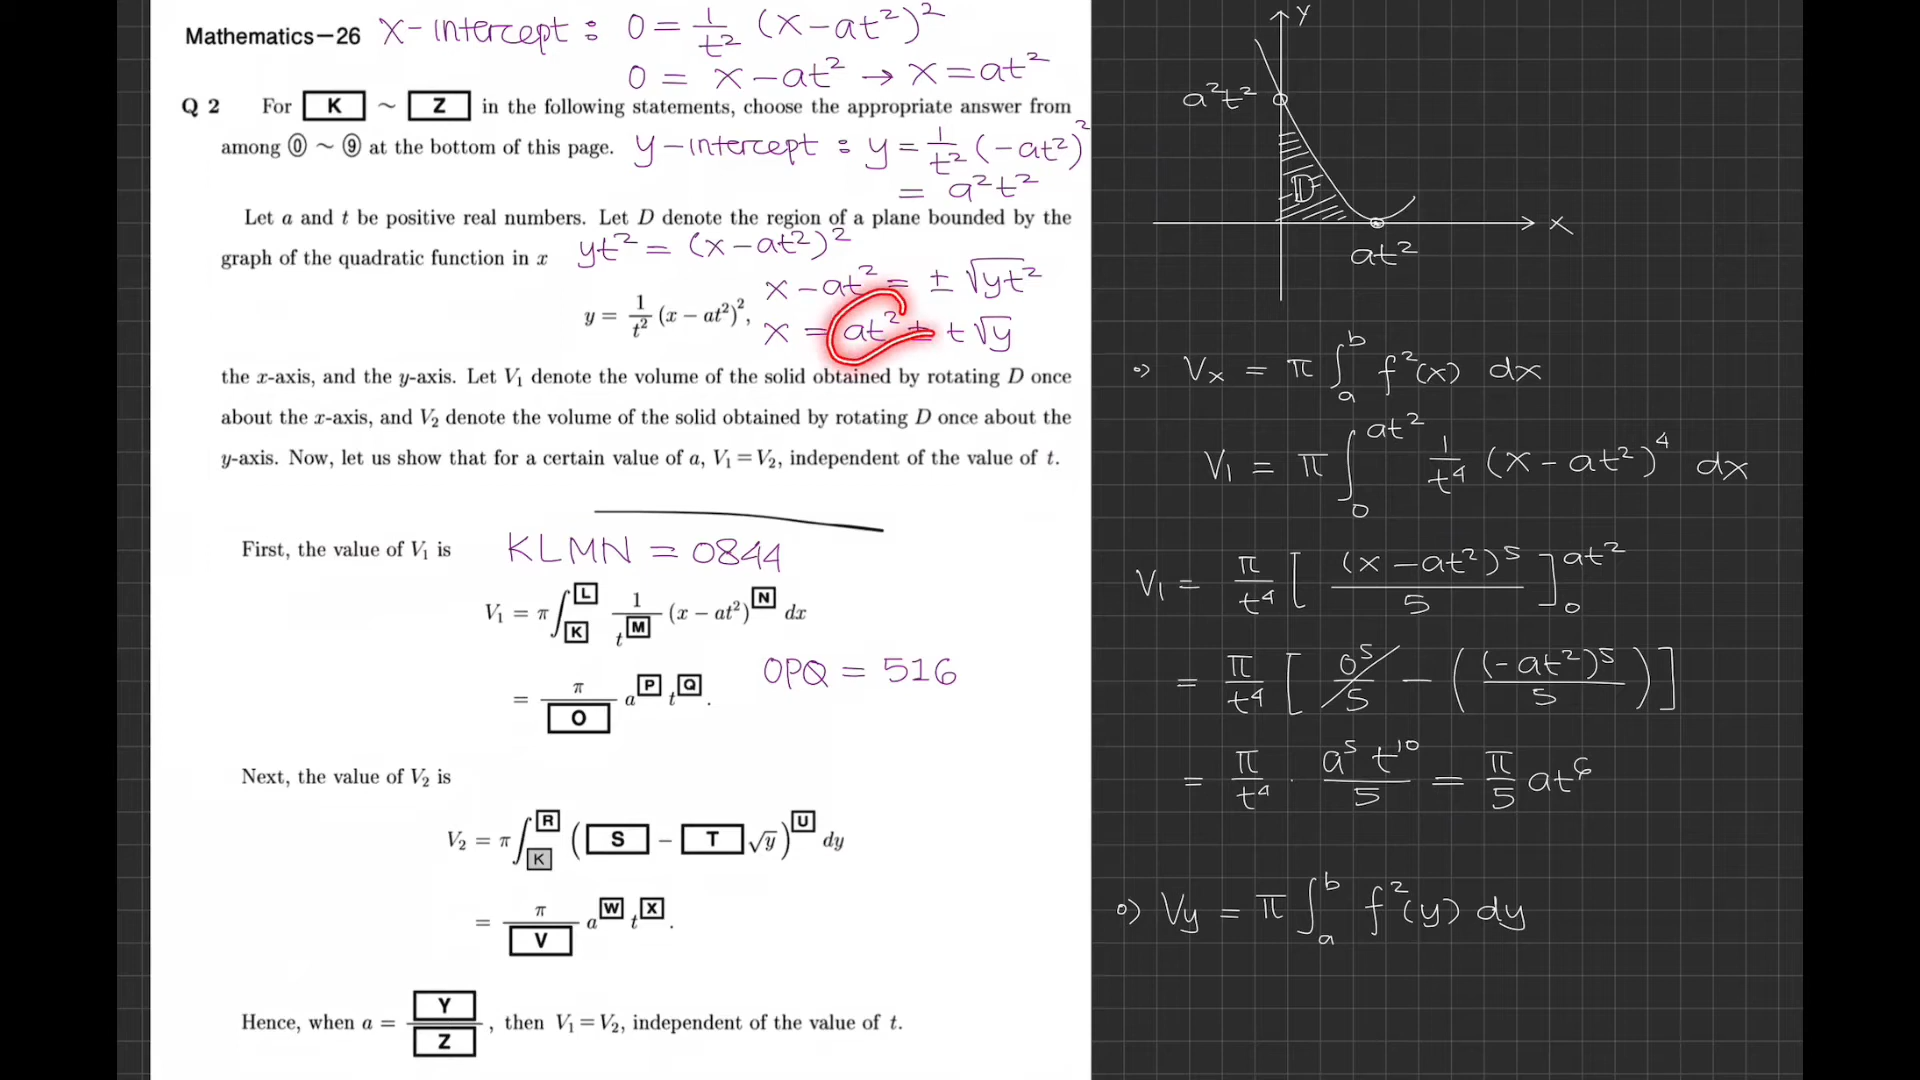 Mathematics−26 x-intercept : 0 = 1/t² (x−at²)²
0 = x−at² → x=at²
Q 2 For K ~ Z in the following statements, choose the appropriate answer from
among ⓪ ~ ⑨ at the bottom of this page. y-intercept : y = 1/t² (−at²)²
= a²t²
Let a and t be positive real numbers. Let D denote the region of a plane bounded by the
graph of the quadratic function in x yt² = (x−at²)²
x−at² = ± √yt²
y = 1/t² (x − at²)²,
x = at² ± t√y
the x-axis, and the y-axis. Let V₁ denote the volume of the solid obtained by rotating D once
about the x-axis, and V₂ denote the volume of the solid obtained by rotating D once about the
y-axis. Now, let us show that for a certain value of a, V₁ = V₂, independent of the value of t.
First, the value of V₁ is KLMN = 0844
V₁ = π ∫_K^L 1/t^M (x − at²)^N dx
= π/O a^P t^Q. OPQ = 516
Next, the value of V₂ is
V₂ = π ∫_K^R (S − T √y)^U dy
= π/V a^W t^X.
Hence, when a = Y/Z, then V₁ = V₂, independent of the value of t.
y
a²t²
D
x
at²
°) Vx = π ∫_a^b f²(x) dx
V₁ = π ∫_0^at² 1/t⁴ (x−at²)⁴ dx
V₁ = π/t⁴ [ (x−at²)⁵/5 ]_0^at²
= π/t⁴ [ 0⁵/5 − ((−at²)⁵/5) ]
= π/t⁴ · a⁵t¹⁰/5 = π/5 at⁶
°) Vy = π ∫_a^b f²(y) dy